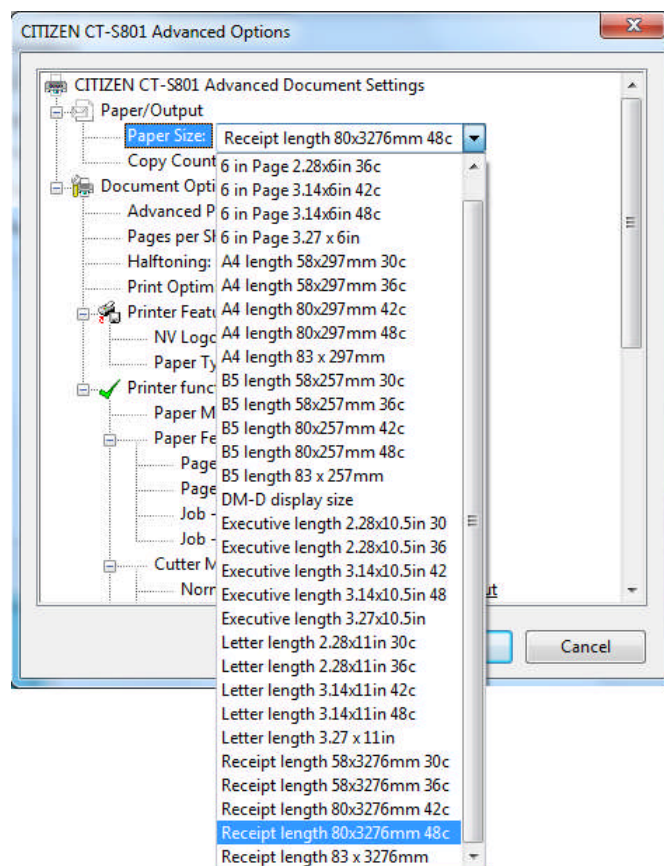 CITIZEN CT-S801 Advanced Options
CITIZEN CT-S801 Advanced Document Settings
Paper/Output
Paper Size: Receipt length 80x3276mm 48c
Copy Count
6 in Page 2.28x6in 36c
6 in Page 3.14x6in 42c
6 in Page 3.14x6in 48c
6 in Page 3.27 x 6in
A4 length 58x297mm 30c
A4 length 58x297mm 36c
A4 length 80x297mm 42c
A4 length 80x297mm 48c
A4 length 83 x 297mm
B5 length 58x257mm 30c
B5 length 58x257mm 36c
B5 length 80x257mm 42c
B5 length 80x257mm 48c
B5 length 83 x 257mm
DM-D display size
Executive length 2.28x10.5in 30
Executive length 2.28x10.5in 36
Executive length 3.14x10.5in 42
Executive length 3.14x10.5in 48
Executive length 3.27x10.5in
Letter length 2.28x11in 30c
Letter length 2.28x11in 36c
Letter length 3.14x11in 42c
Letter length 3.14x11in 48c
Letter length 3.27 x 11in
Receipt length 58x3276mm 30c
Receipt length 58x3276mm 36c
Receipt length 80x3276mm 42c
Receipt length 80x3276mm 48c
Receipt length 83 x 3276mm
Document Opti
Advanced P
Pages per Sh
Halftoning:
Print Optim
Printer Featu
NV Logo
Paper Ty
Printer func
Paper M
Paper Fe
Page
Page
Job -
Job -
Cutter M
Norr
ut
Cancel